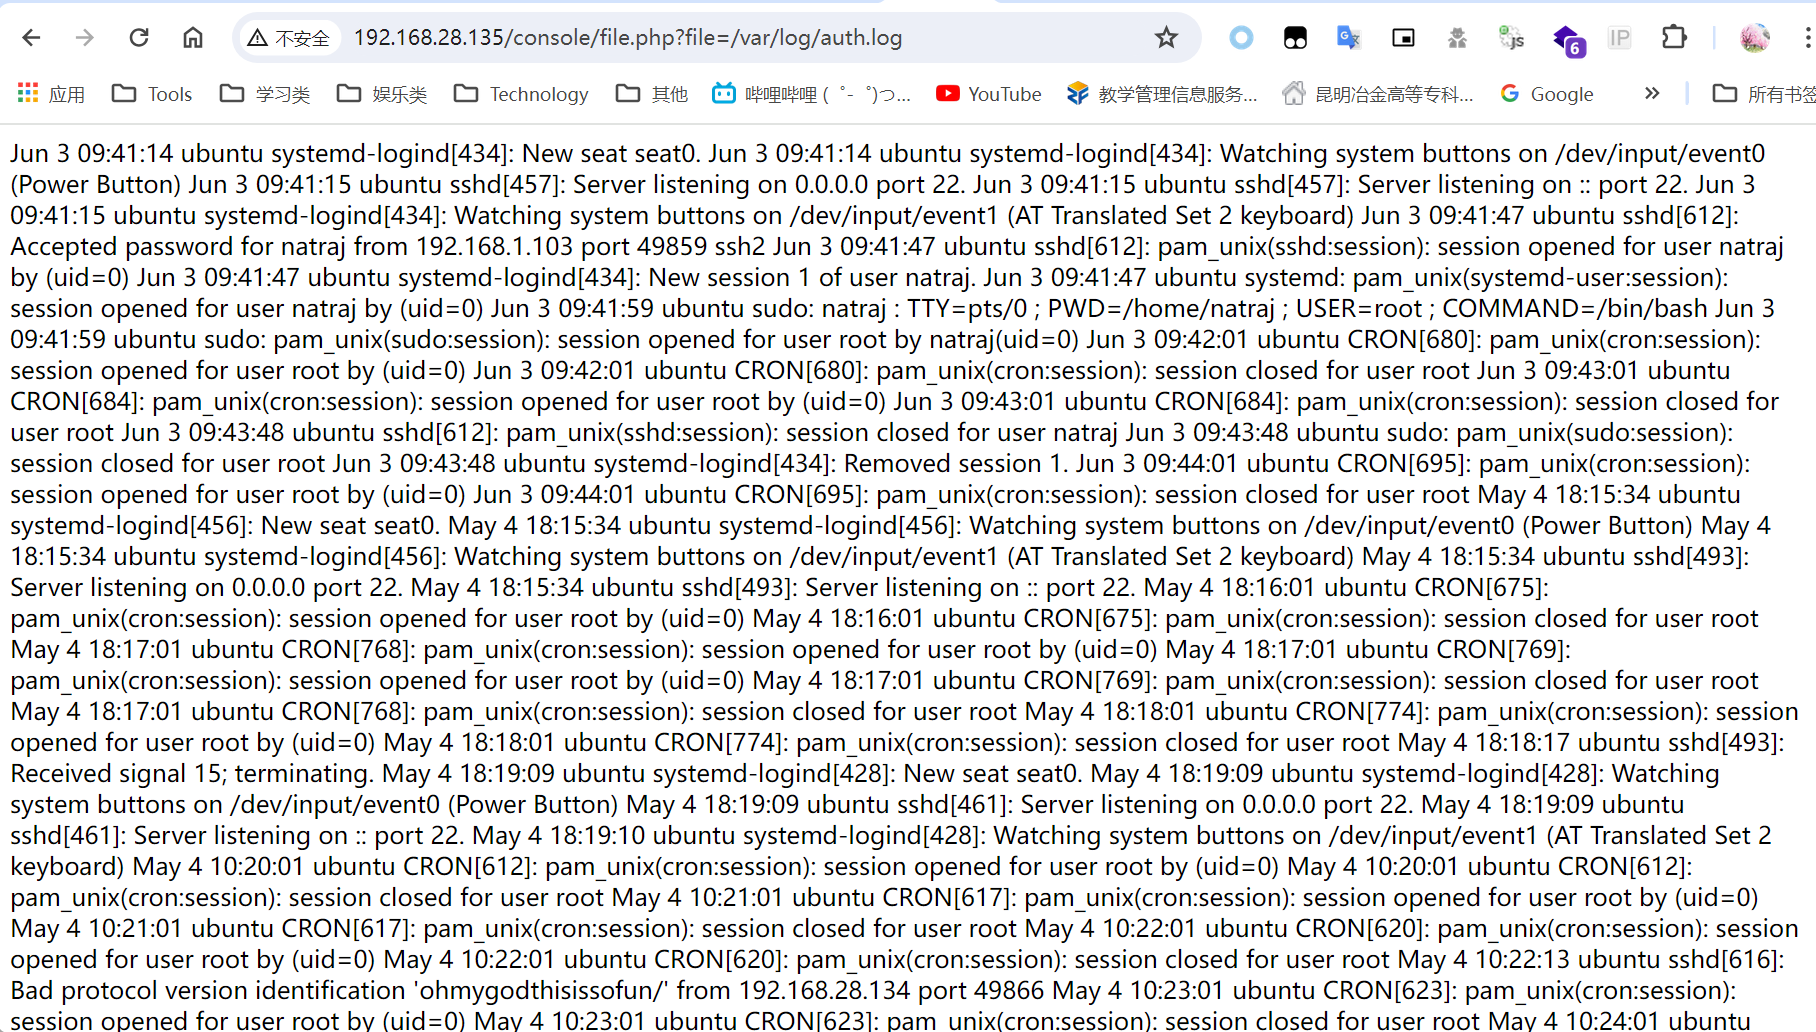 不安全 192.168.28.135/console/file.php?file=/var/log/auth.log
6 IP
应用 Tools 学习类 娱乐类 Technology 其他 哔哩哔哩 ( ゜- ゜)つ... YouTube 教学管理信息服务... 昆明冶金高等专科... Google » 所有书签
Jun 3 09:41:14 ubuntu systemd-logind[434]: New seat seat0. Jun 3 09:41:14 ubuntu systemd-logind[434]: Watching system buttons on /dev/input/event0
(Power Button) Jun 3 09:41:15 ubuntu sshd[457]: Server listening on 0.0.0.0 port 22. Jun 3 09:41:15 ubuntu sshd[457]: Server listening on :: port 22. Jun 3
09:41:15 ubuntu systemd-logind[434]: Watching system buttons on /dev/input/event1 (AT Translated Set 2 keyboard) Jun 3 09:41:47 ubuntu sshd[612]:
Accepted password for natraj from 192.168.1.103 port 49859 ssh2 Jun 3 09:41:47 ubuntu sshd[612]: pam_unix(sshd:session): session opened for user natraj
by (uid=0) Jun 3 09:41:47 ubuntu systemd-logind[434]: New session 1 of user natraj. Jun 3 09:41:47 ubuntu systemd: pam_unix(systemd-user:session):
session opened for user natraj by (uid=0) Jun 3 09:41:59 ubuntu sudo: natraj : TTY=pts/0 ; PWD=/home/natraj ; USER=root ; COMMAND=/bin/bash Jun 3
09:41:59 ubuntu sudo: pam_unix(sudo:session): session opened for user root by natraj(uid=0) Jun 3 09:42:01 ubuntu CRON[680]: pam_unix(cron:session):
session opened for user root by (uid=0) Jun 3 09:42:01 ubuntu CRON[680]: pam_unix(cron:session): session closed for user root Jun 3 09:43:01 ubuntu
CRON[684]: pam_unix(cron:session): session opened for user root by (uid=0) Jun 3 09:43:01 ubuntu CRON[684]: pam_unix(cron:session): session closed for
user root Jun 3 09:43:48 ubuntu sshd[612]: pam_unix(sshd:session): session closed for user natraj Jun 3 09:43:48 ubuntu sudo: pam_unix(sudo:session):
session closed for user root Jun 3 09:43:48 ubuntu systemd-logind[434]: Removed session 1. Jun 3 09:44:01 ubuntu CRON[695]: pam_unix(cron:session):
session opened for user root by (uid=0) Jun 3 09:44:01 ubuntu CRON[695]: pam_unix(cron:session): session closed for user root May 4 18:15:34 ubuntu
systemd-logind[456]: New seat seat0. May 4 18:15:34 ubuntu systemd-logind[456]: Watching system buttons on /dev/input/event0 (Power Button) May 4
18:15:34 ubuntu systemd-logind[456]: Watching system buttons on /dev/input/event1 (AT Translated Set 2 keyboard) May 4 18:15:34 ubuntu sshd[493]:
Server listening on 0.0.0.0 port 22. May 4 18:15:34 ubuntu sshd[493]: Server listening on :: port 22. May 4 18:16:01 ubuntu CRON[675]:
pam_unix(cron:session): session opened for user root by (uid=0) May 4 18:16:01 ubuntu CRON[675]: pam_unix(cron:session): session closed for user root
May 4 18:17:01 ubuntu CRON[768]: pam_unix(cron:session): session opened for user root by (uid=0) May 4 18:17:01 ubuntu CRON[769]:
pam_unix(cron:session): session opened for user root by (uid=0) May 4 18:17:01 ubuntu CRON[769]: pam_unix(cron:session): session closed for user root
May 4 18:17:01 ubuntu CRON[768]: pam_unix(cron:session): session closed for user root May 4 18:18:01 ubuntu CRON[774]: pam_unix(cron:session): session
opened for user root by (uid=0) May 4 18:18:01 ubuntu CRON[774]: pam_unix(cron:session): session closed for user root May 4 18:18:17 ubuntu sshd[493]:
Received signal 15; terminating. May 4 18:19:09 ubuntu systemd-logind[428]: New seat seat0. May 4 18:19:09 ubuntu systemd-logind[428]: Watching
system buttons on /dev/input/event0 (Power Button) May 4 18:19:09 ubuntu sshd[461]: Server listening on 0.0.0.0 port 22. May 4 18:19:09 ubuntu
sshd[461]: Server listening on :: port 22. May 4 18:19:10 ubuntu systemd-logind[428]: Watching system buttons on /dev/input/event1 (AT Translated Set 2
keyboard) May 4 10:20:01 ubuntu CRON[612]: pam_unix(cron:session): session opened for user root by (uid=0) May 4 10:20:01 ubuntu CRON[612]:
pam_unix(cron:session): session closed for user root May 4 10:21:01 ubuntu CRON[617]: pam_unix(cron:session): session opened for user root by (uid=0)
May 4 10:21:01 ubuntu CRON[617]: pam_unix(cron:session): session closed for user root May 4 10:22:01 ubuntu CRON[620]: pam_unix(cron:session): session
opened for user root by (uid=0) May 4 10:22:01 ubuntu CRON[620]: pam_unix(cron:session): session closed for user root May 4 10:22:13 ubuntu sshd[616]:
Bad protocol version identification 'ohmygodthisissofun/' from 192.168.28.134 port 49866 May 4 10:23:01 ubuntu CRON[623]: pam_unix(cron:session):
session opened for user root by (uid=0) May 4 10:23:01 ubuntu CRON[623]: pam_unix(cron:session): session closed for user root May 4 10:24:01 ubuntu